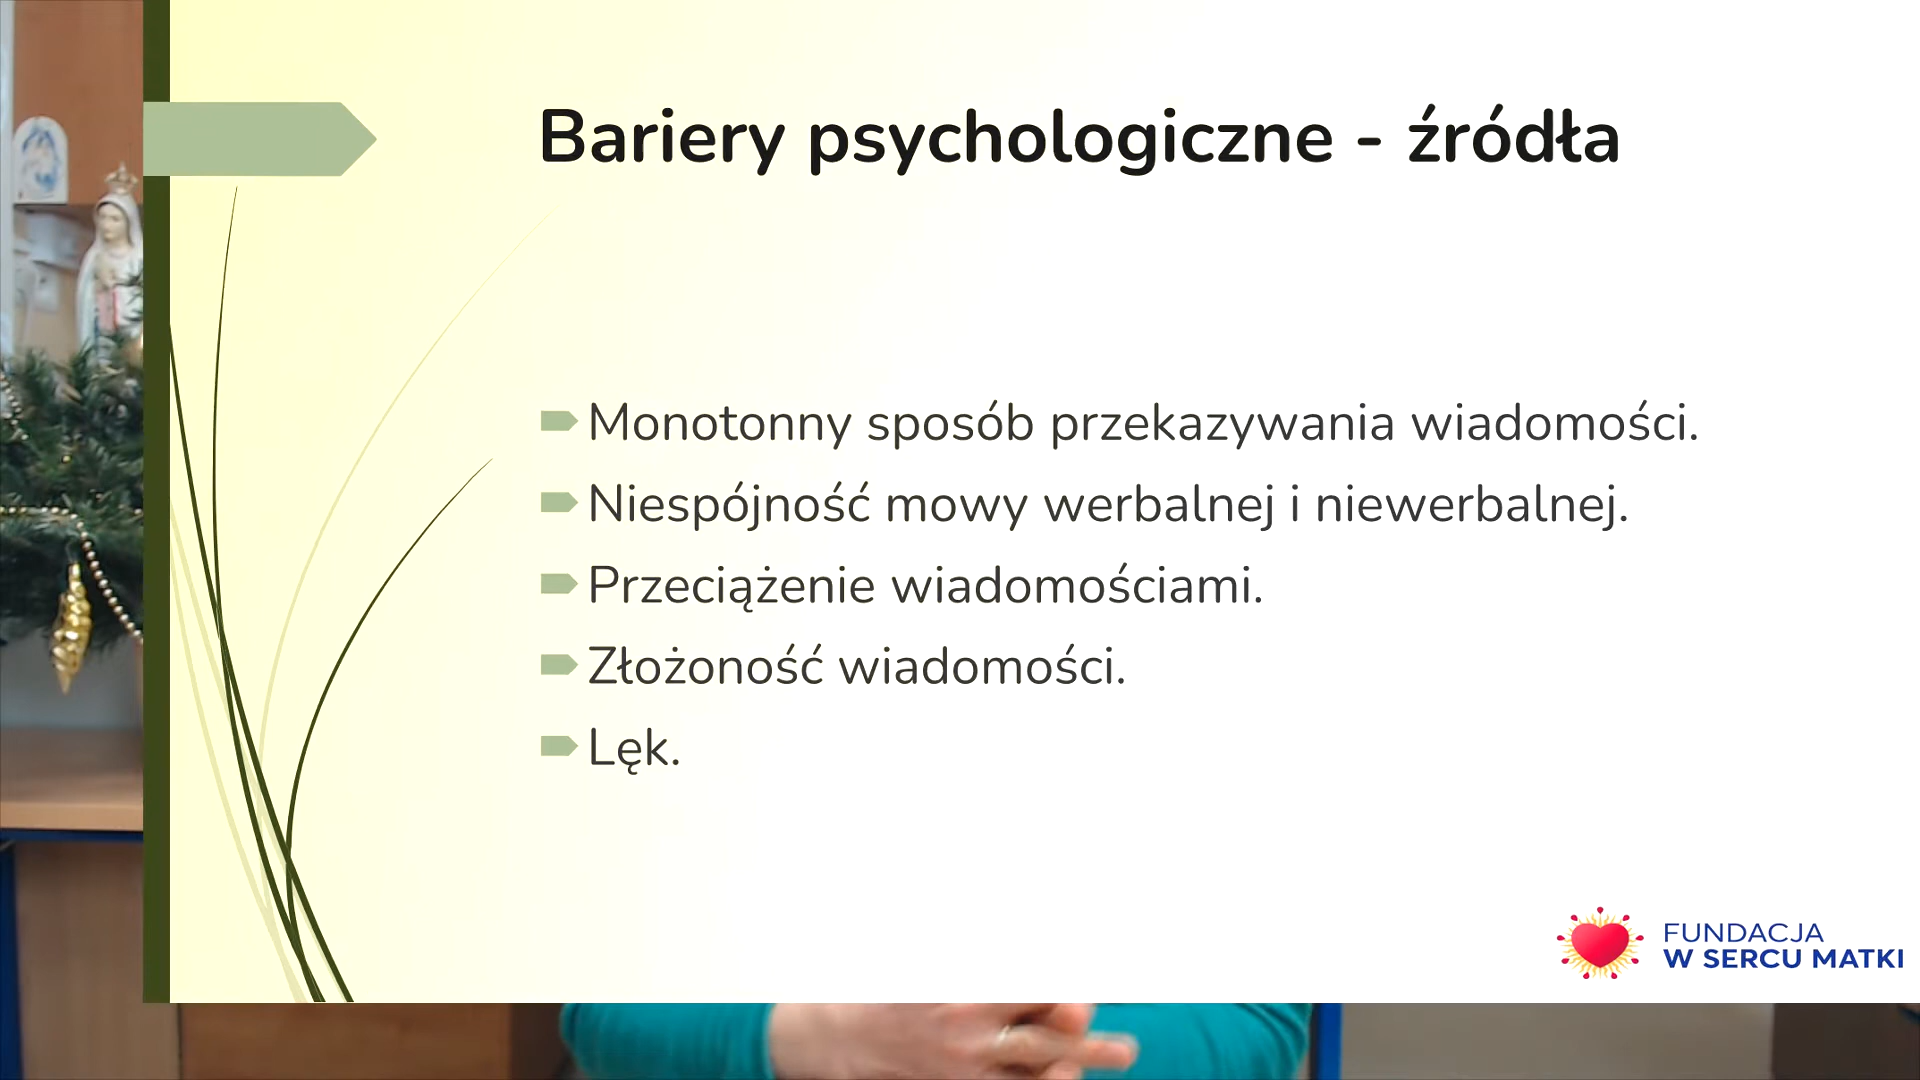 Bariery psychologiczne - źródła
Monotonny sposób przekazywania wiadomości.
Niespójność mowy werbalnej i niewerbalnej.
Przeciążenie wiadomościami.
Złożoność wiadomości.
Lęk.
FUNDACJA
W SERCU MATKI